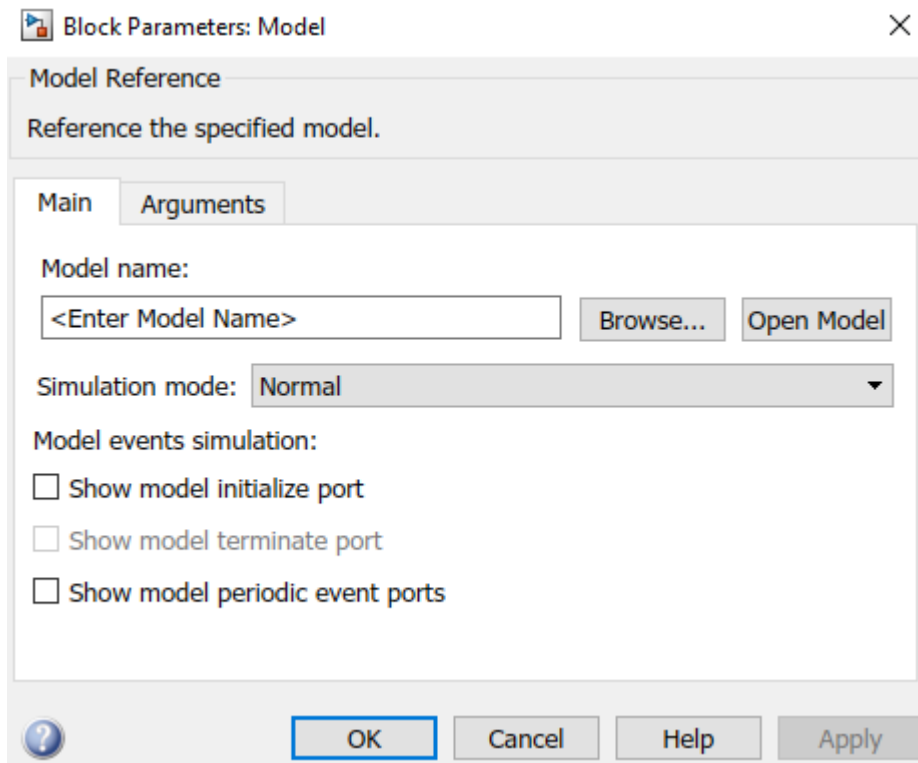 Block Parameters: Model
Model Reference
Reference the specified model.
Main Arguments
Model name:
<Enter Model Name> Browse... Open Model
Simulation mode: Normal
Model events simulation:
Show model initialize port
Show model terminate port
Show model periodic event ports
? OK Cancel Help Apply